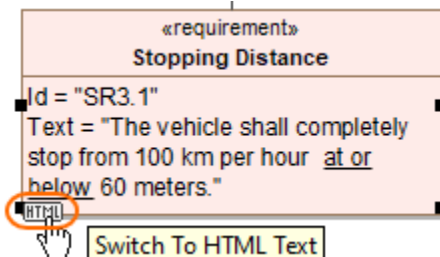 «requirement»
Stopping Distance
Id = "SR3.1"
Text = "The vehicle shall completely
stop from 100 km per hour  at or
below  60 meters."
HTML
Switch To HTML Text